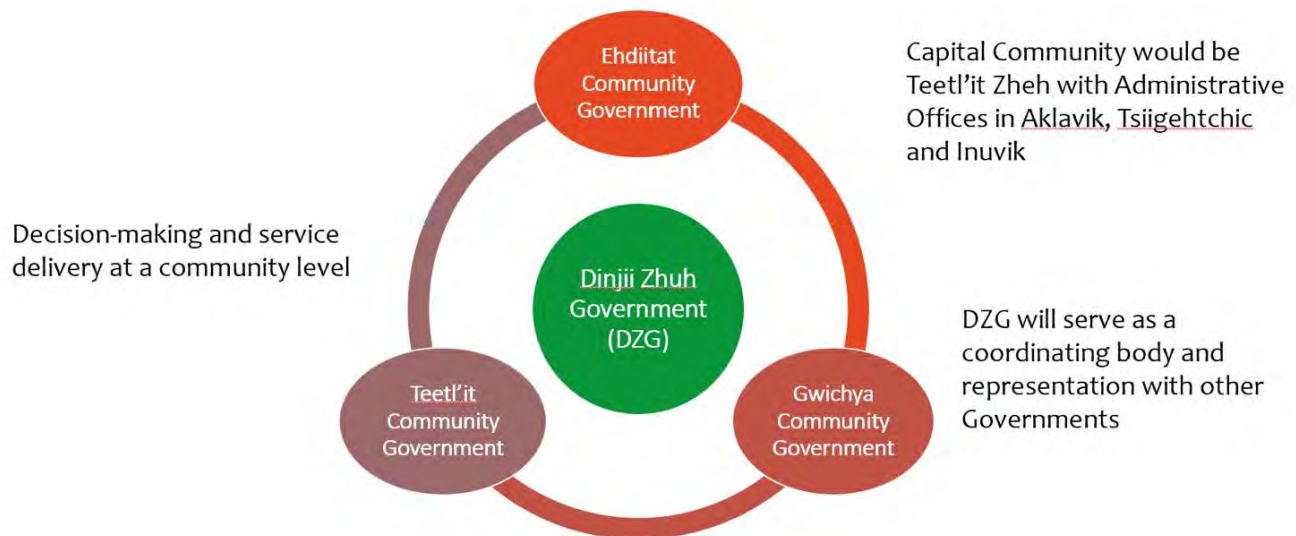 Ehdiitat
Community
Government
Capital Community would be
Teetl’it Zheh with Administrative
Offices in Aklavik, Tsiigehtchic
and Inuvik
Decision-making and service
delivery at a community level
Dinjii Zhuh
Government
(DZG)
DZG will serve as a
coordinating body and
representation with other
Governments
Teetl’it
Community
Government
Gwichya
Community
Government